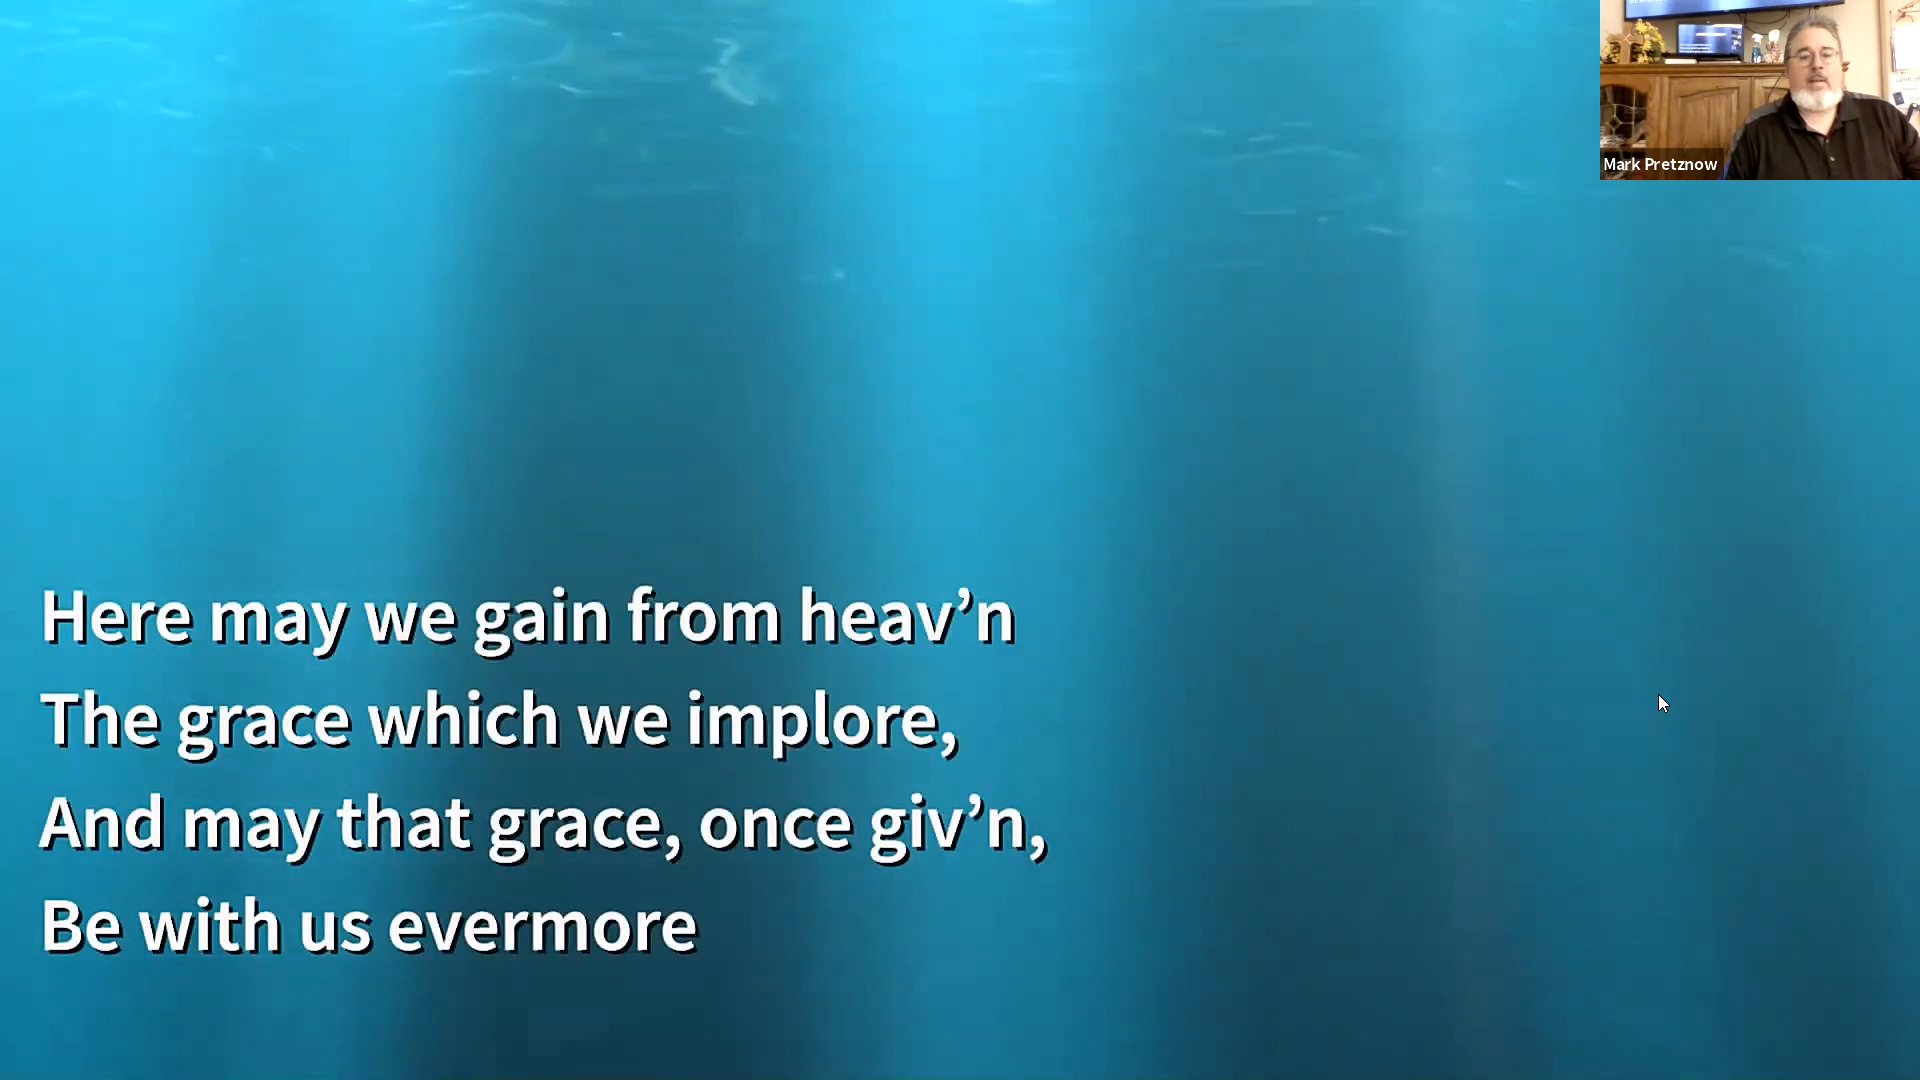 Mark Pretznow
Here may we gain from heav’n
The grace which we implore,
And may that grace, once giv’n,
Be with us evermore